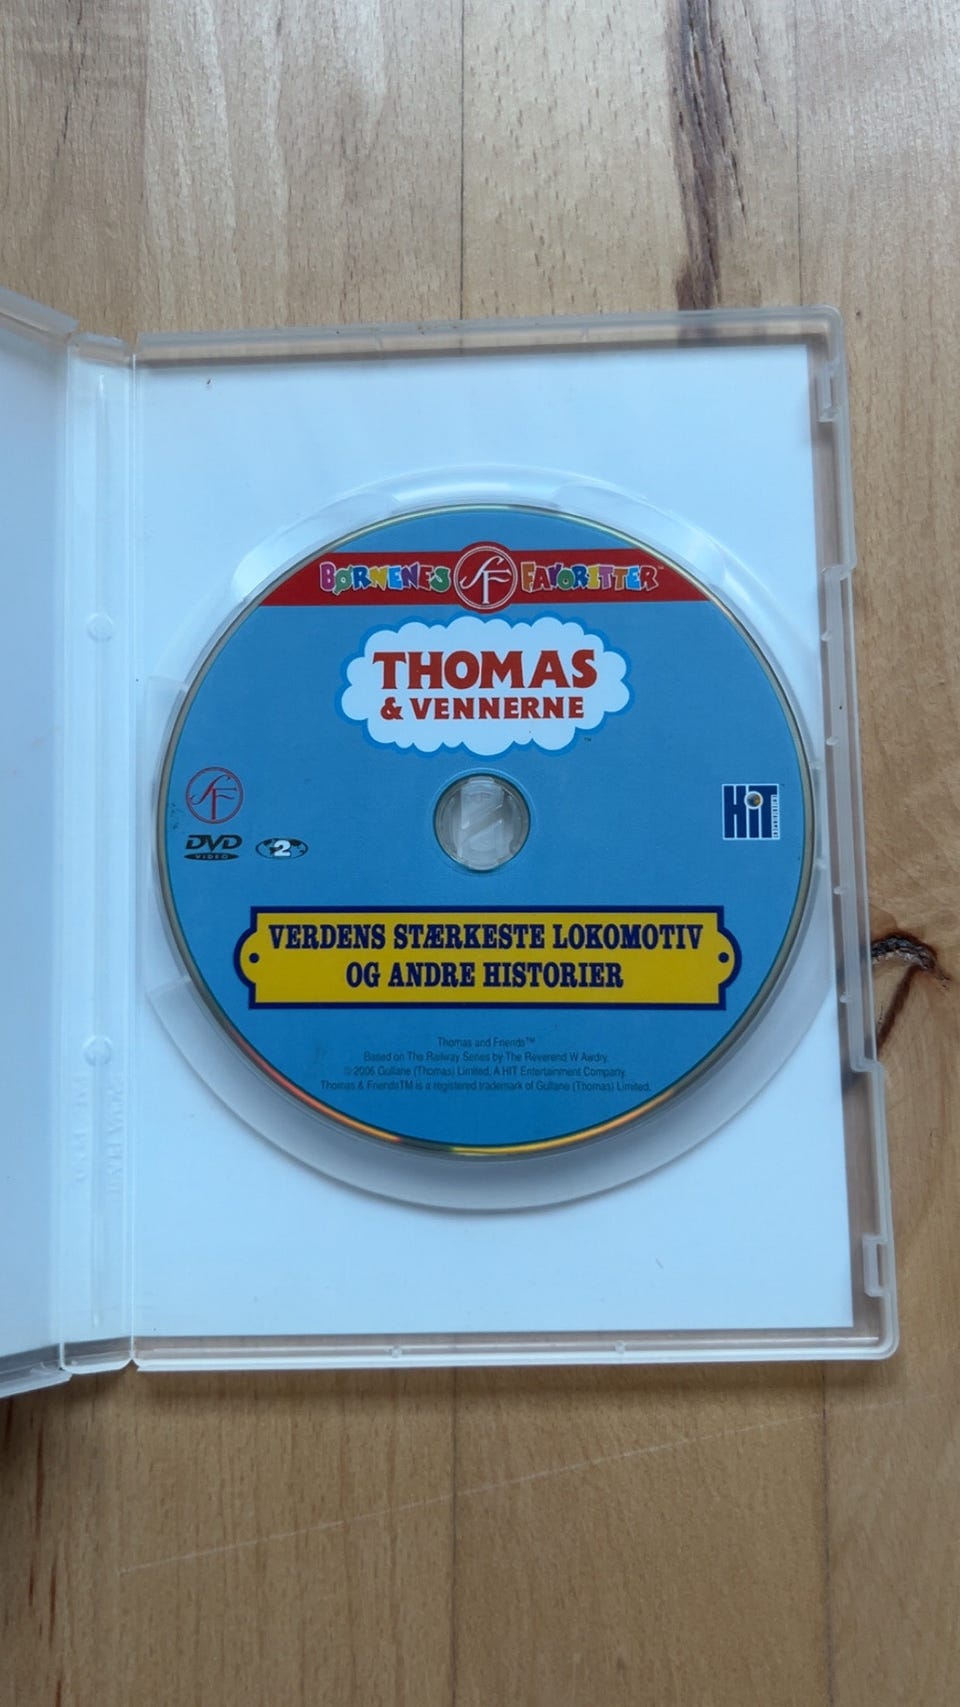 BØRNENES SF FAVORITTER™
THOMAS
& VENNERNE
™
SF
HiT
DVD
VIDEO
2
VERDENS STÆRKESTE LOKOMOTIV
OG ANDRE HISTORIER
Thomas and Friends™
Based on The Railway Series by The Reverend W Awdry.
© 2006 Gullane (Thomas) Limited. A HIT Entertainment Company.
Thomas & FriendsTM is a registered trademark of Gullane (Thomas) Limited.